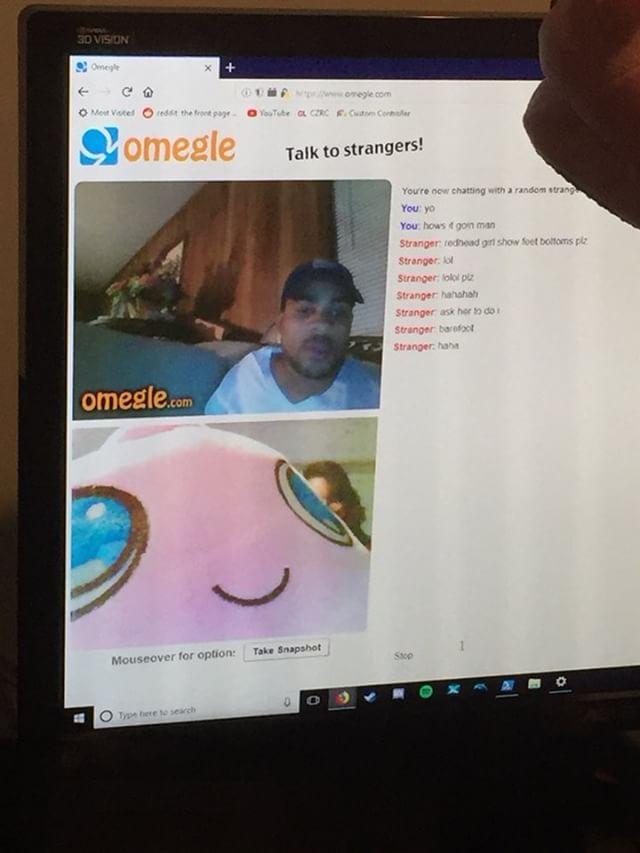 NVIDIA
3D VISION
Omegle × +
https://www.omegle.com
Most Visited reddit: the front page... YouTube GL CZRC Custom Controller
omegle
Talk to strangers!
You're now chatting with a random strange
You: yo
You: hows it goin man
Stranger: redhead girl show feet bottoms plz
Stranger: lol
Stranger: lolol plz
Stranger: hahahah
Stranger: ask her to do i
Stranger: barefoot
Stranger: haha
omegle.com
Mouseover for option: Take Snapshot
Stop
1
Type here to search